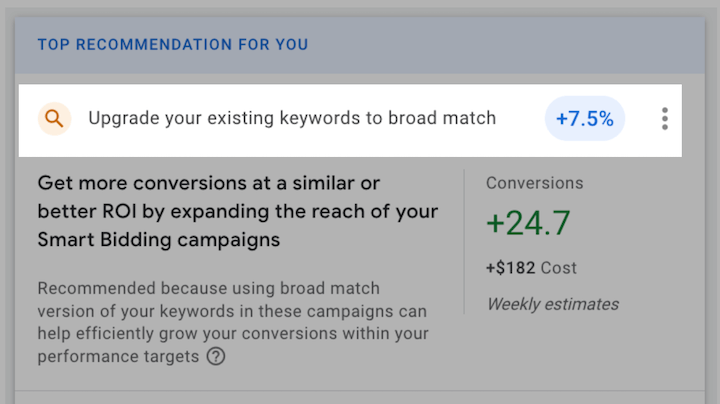 TOP RECOMMENDATION FOR YOU
Upgrade your existing keywords to broad match
+7.5%
Get more conversions at a similar or
better ROI by expanding the reach of your
Smart Bidding campaigns
Recommended because using broad match
version of your keywords in these campaigns can
help efficiently grow your conversions within your
performance targets ?
Conversions
+24.7
+$182 Cost
Weekly estimates